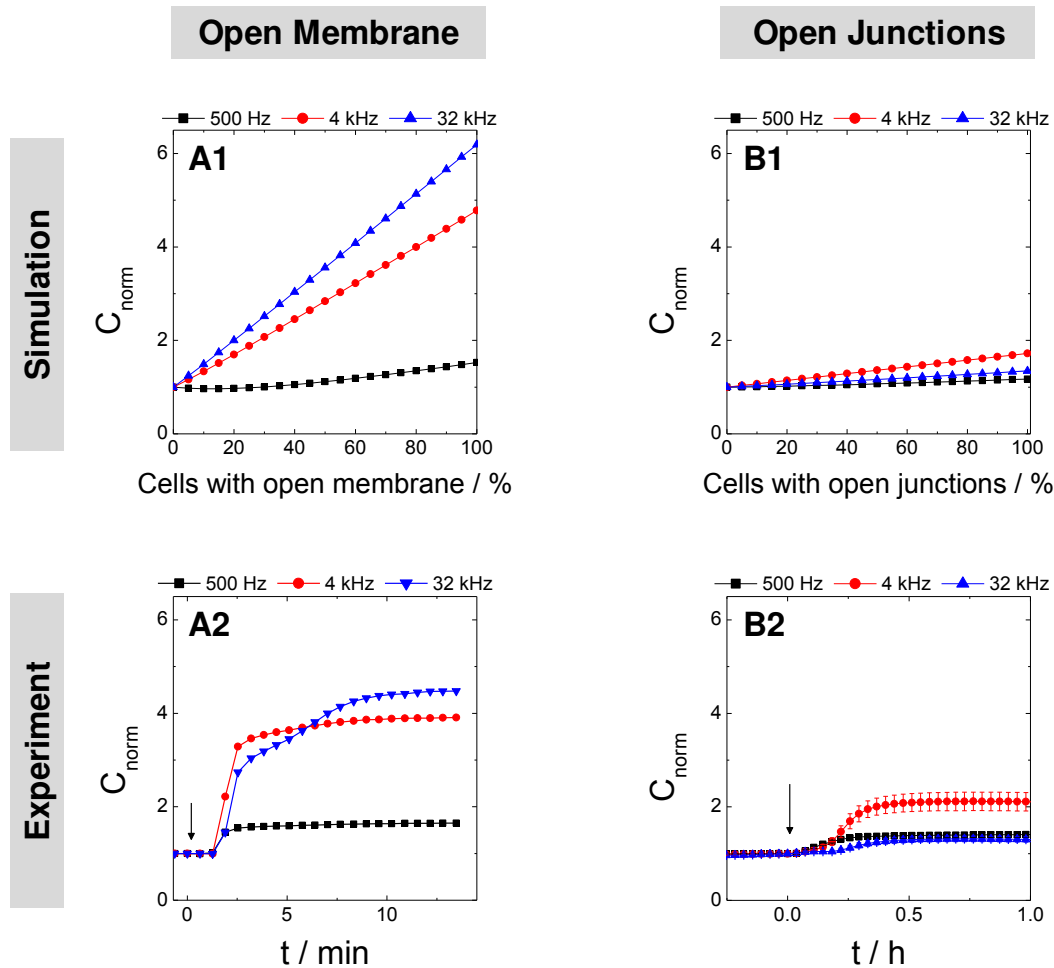 Open Membrane
Open Junctions
Simulation
500 Hz 4 kHz 32 kHz
A1
6
4
2
0
C_norm
0 20 40 60 80 100
Cells with open membrane / %
500 Hz 4 kHz 32 kHz
B1
6
4
2
0
C_norm
0 20 40 60 80 100
Cells with open junctions / %
Experiment
500 Hz 4 kHz 32 kHz
A2
6
4
2
0
C_norm
0 5 10
t / min
500 Hz 4 kHz 32 kHz
B2
6
4
2
0
C_norm
0.0 0.5 1.0
t / h